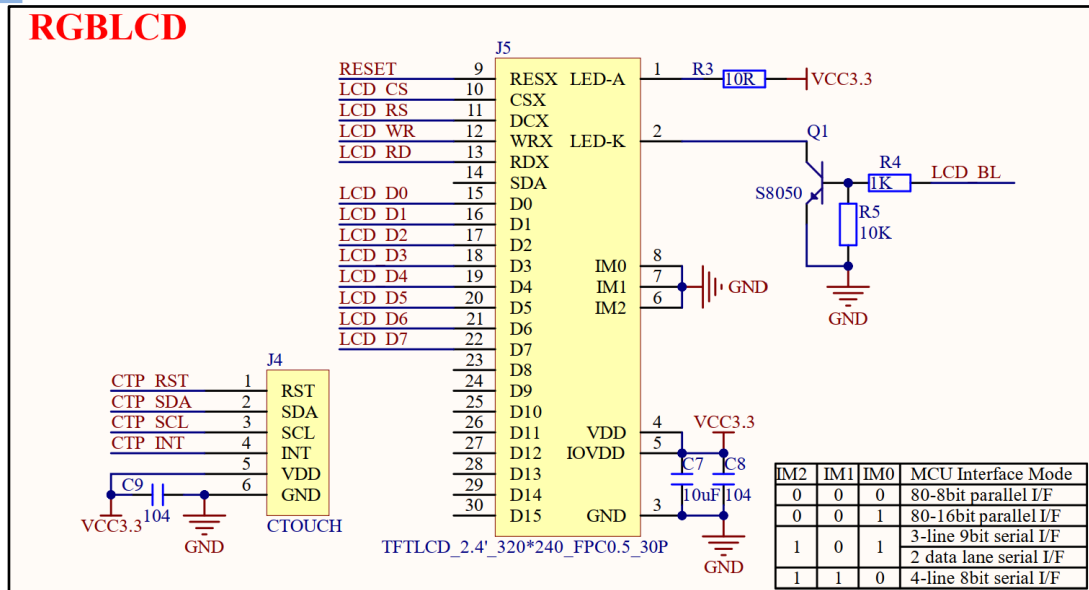 RGBLCD
J5
RESET 9 RESX LED-A 1 R3 10R VCC3.3
LCD_CS 10 CSX
LCD_RS 11 DCX
LCD_WR 12 WRX LED-K 2 Q1
LCD_RD 13 RDX
14 SDA R4
1K LCD_BL
LCD_D0 15 D0 S8050
LCD_D1 16 D1 R5
LCD_D2 17 D2 10K
LCD_D3 18 D3 IM0 8
LCD_D4 19 D4 IM1 7 GND
LCD_D5 20 D5 IM2 6
LCD_D6 21 D6 GND
LCD_D7 22 D7
J4 23 D8
CTP_RST 1 RST 24 D9
CTP_SDA 2 SDA 25 D10
CTP_SCL 3 SCL 26 D11 VDD 4 VCC3.3
CTP_INT 4 INT 27 D12 IOVDD 5
5 VDD 28 D13 C7 C8
C9 6 GND 29 D14 10uF 104
104 30 D15 GND 3
VCC3.3 GND CTOUCH
TFTLCD_2.4'_320*240_FPC0.5_30P
GND
IM2 IM1 IM0 MCU Interface Mode
0 0 0 80-8bit parallel I/F
0 0 1 80-16bit parallel I/F
1 0 1 3-line 9bit serial I/F
2 data lane serial I/F
1 1 0 4-line 8bit serial I/F